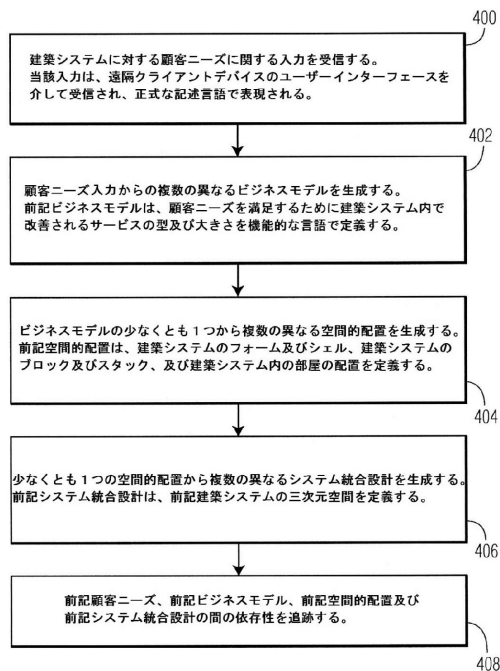 400
建築システムに対する顧客ニーズに関する入力を受信する。
当該入力は、遠隔クライアントデバイスのユーザーインターフェースを
介して受信され、正式な記述言語で表現される。
402
顧客ニーズ入力からの複数の異なるビジネスモデルを生成する。
前記ビジネスモデルは、顧客ニーズを満足するために建築システム内で
改善されるサービスの型及び大きさを機能的な言語で定義する。
ビジネスモデルの少なくとも1つから複数の異なる空間的配置を生成する。
前記空間的配置は、建築システムのフォーム及びシェル、建築システムの
ブロック及びスタック、及び建築システム内の部屋の配置を定義する。
404
少なくとも1つの空間的配置から複数の異なるシステム統合設計を生成する。
前記システム統合設計は、前記建築システムの三次元空間を定義する。
406
前記顧客ニーズ、前記ビジネスモデル、前記空間的配置及び
前記システム統合設計の間の依存性を追跡する。
408